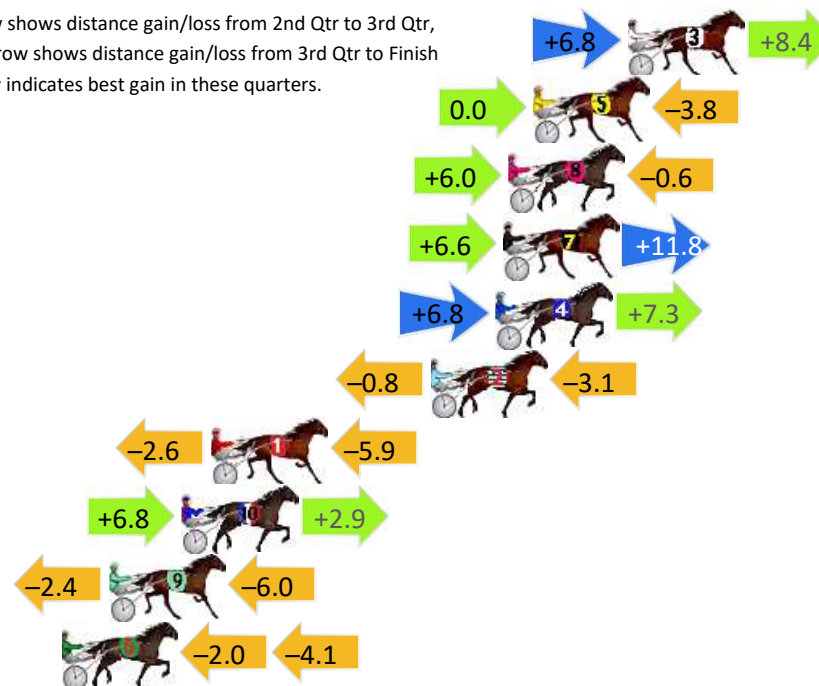 shows distance gain/loss from 2nd Qtr to 3rd Qtr,
row shows distance gain/loss from 3rd Qtr to Finish
indicates best gain in these quarters.
+6.8 3 +8.4
0.0 5 –3.8
+6.0 8 –0.6
+6.6 7 +11.8
+6.8 4 +7.3
–0.8 –3.1
–2.6 1 –5.9
+6.8 10 +2.9
–2.4 9 –6.0
6 –2.0 –4.1